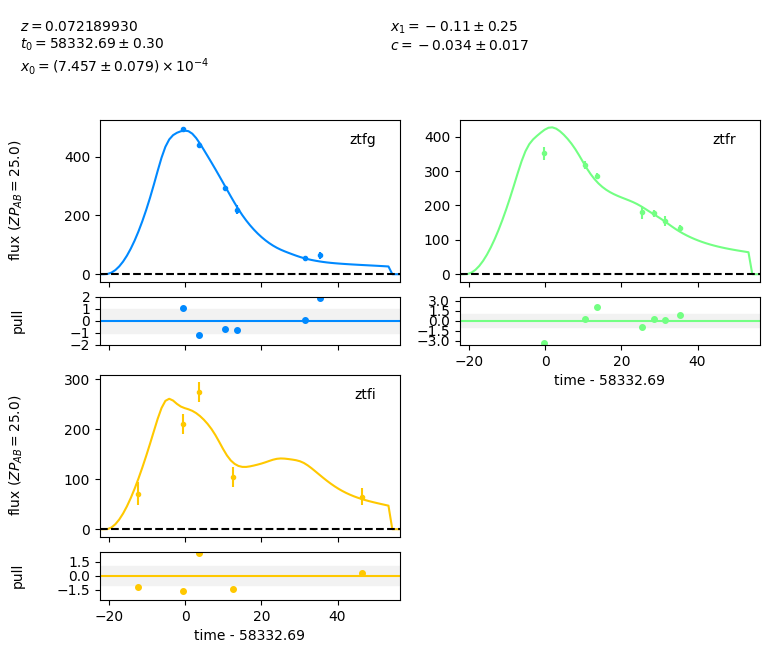 z = 0.072189930
t0 = 58332.69 ± 0.30
x0 = (7.457 ± 0.079) × 10^−4
x1 = −0.11 ± 0.25
c = −0.034 ± 0.017
flux (ZP_AB = 25.0)
400
200
0
ztfg
400
300
200
100
0
ztfr
pull
2
1
0
−1
−2
3.0
1.5
0.0
−1.5
−3.0
−20
0
20
40
time - 58332.69
flux (ZP_AB = 25.0)
300
200
100
0
ztfi
pull
1.5
0.0
−1.5
−20
0
20
40
time - 58332.69